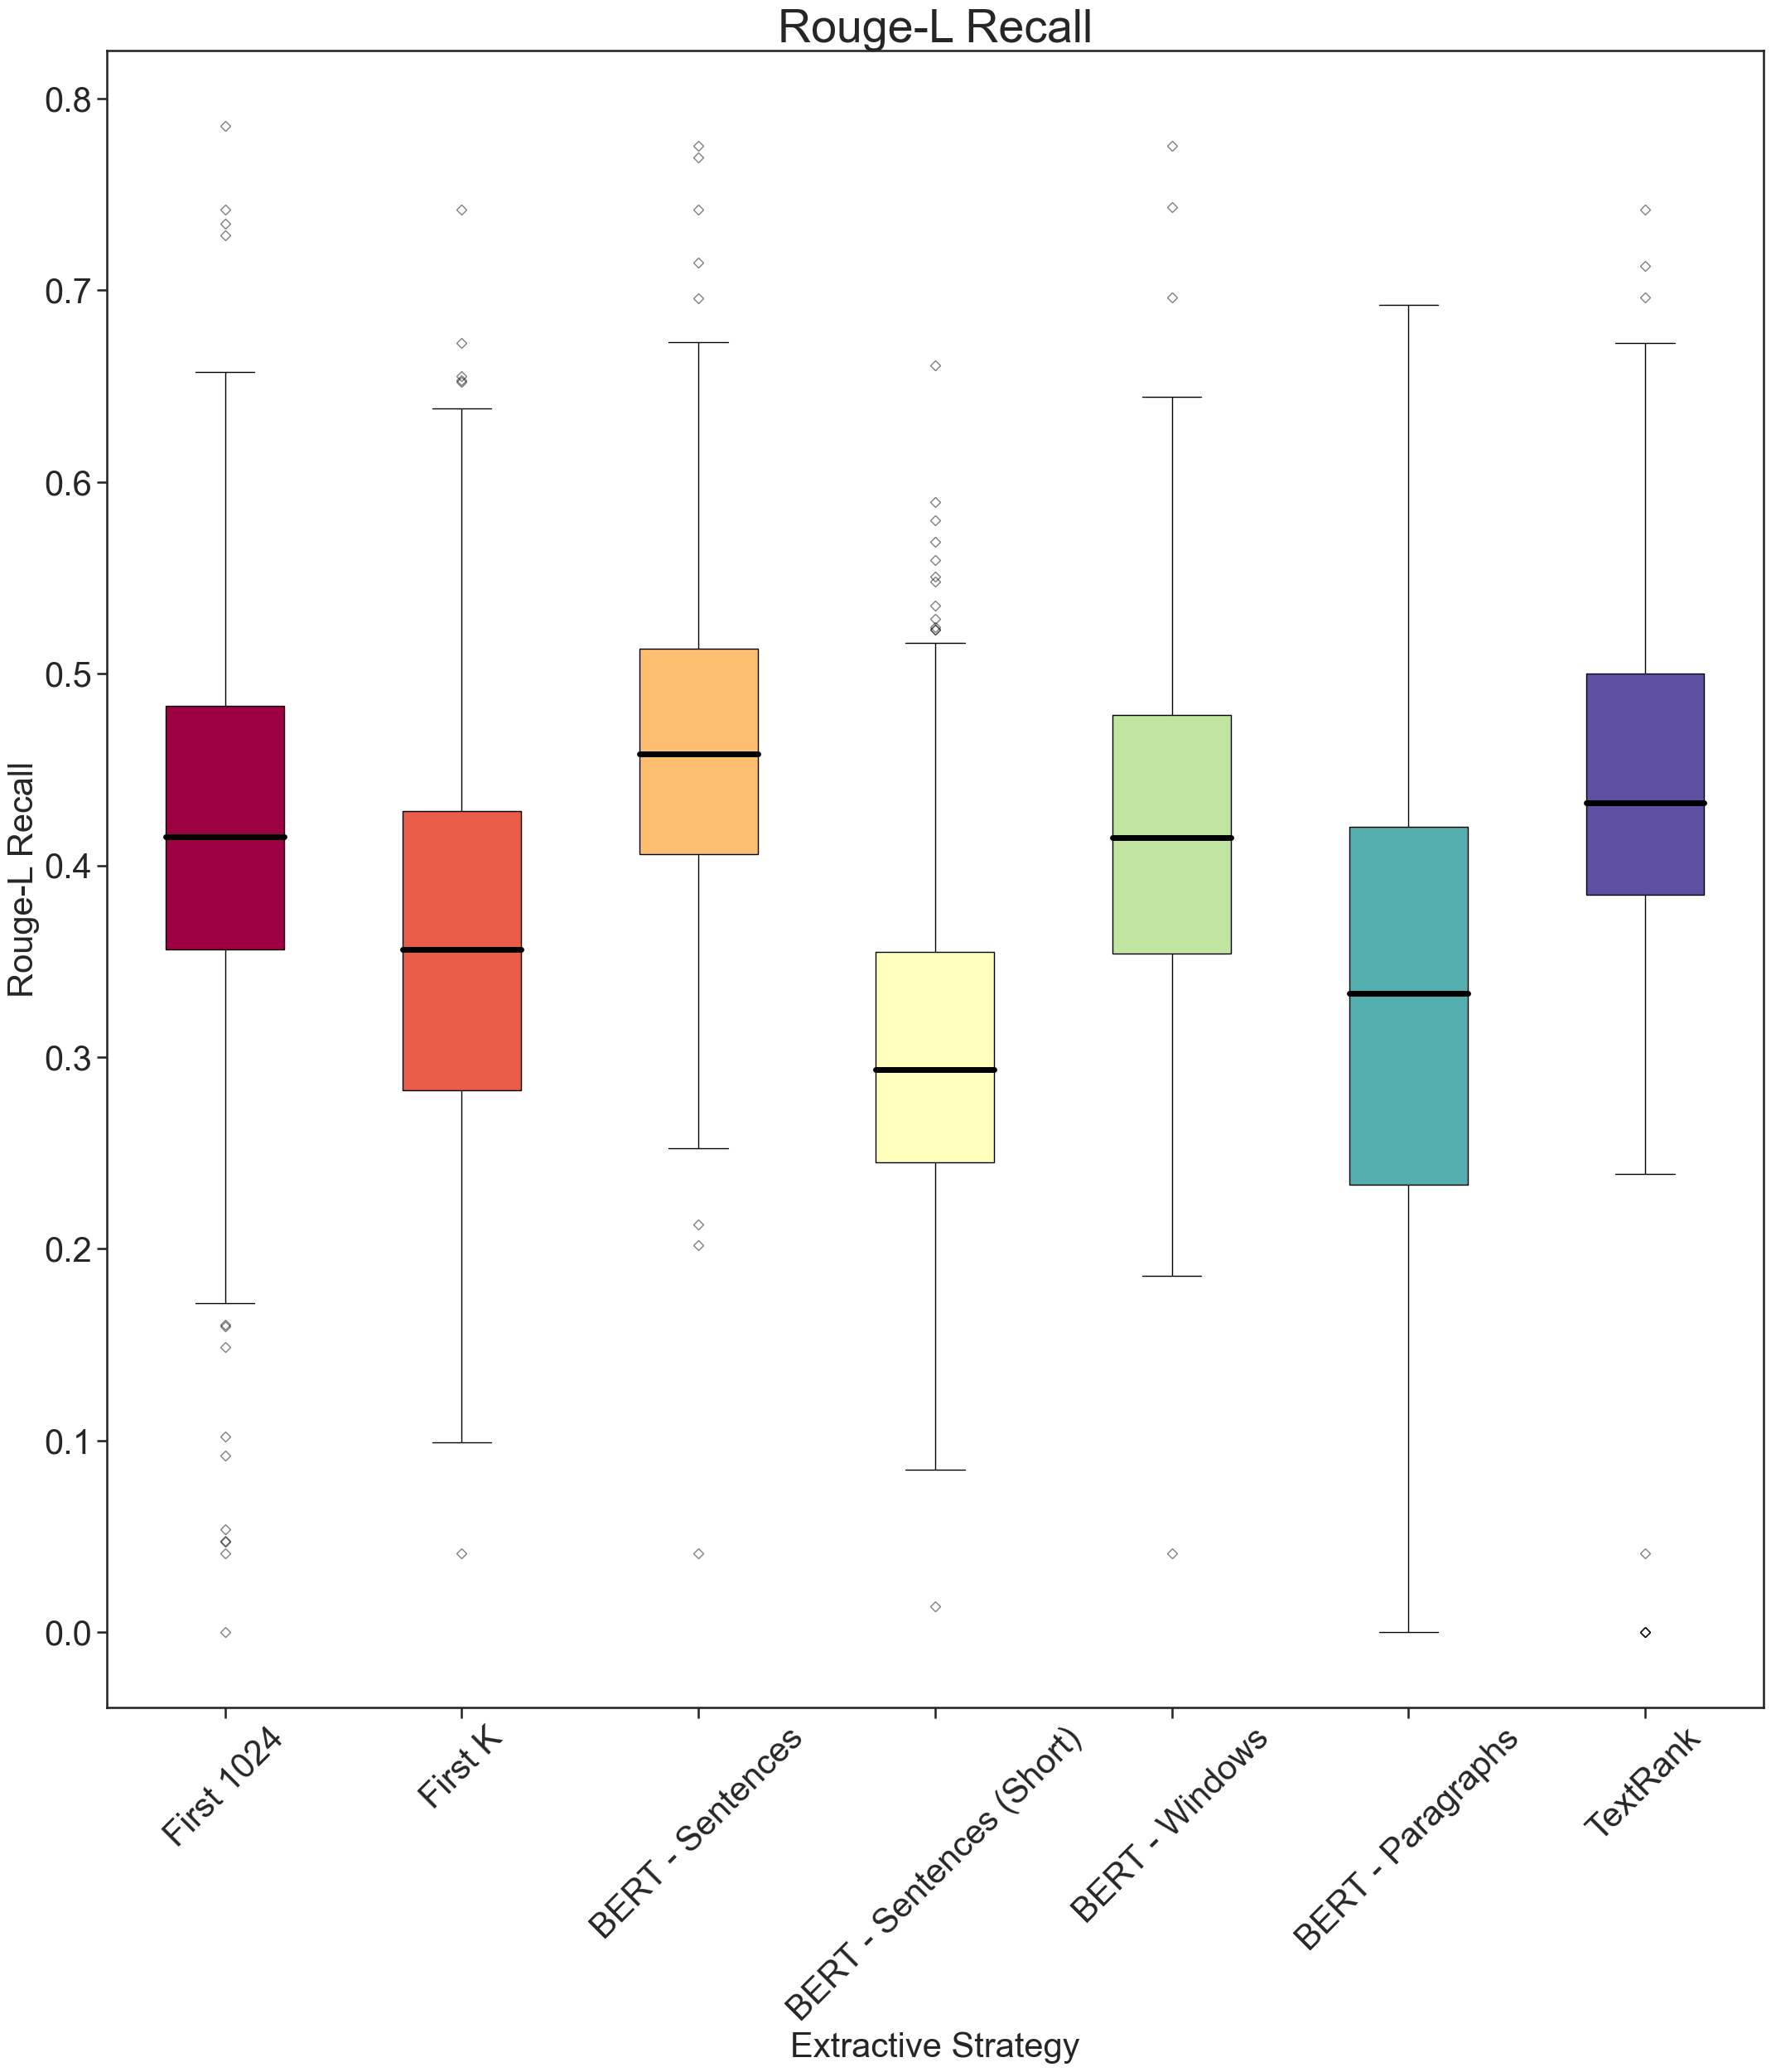 Rouge-L Recall
Rouge-L Recall
0.8
0.7
0.6
0.5
0.4
0.3
0.2
0.1
0.0
First 1024
First K
BERT - Sentences
BERT - Sentences (Short)
BERT - Windows
BERT - Paragraphs
TextRank
Extractive Strategy